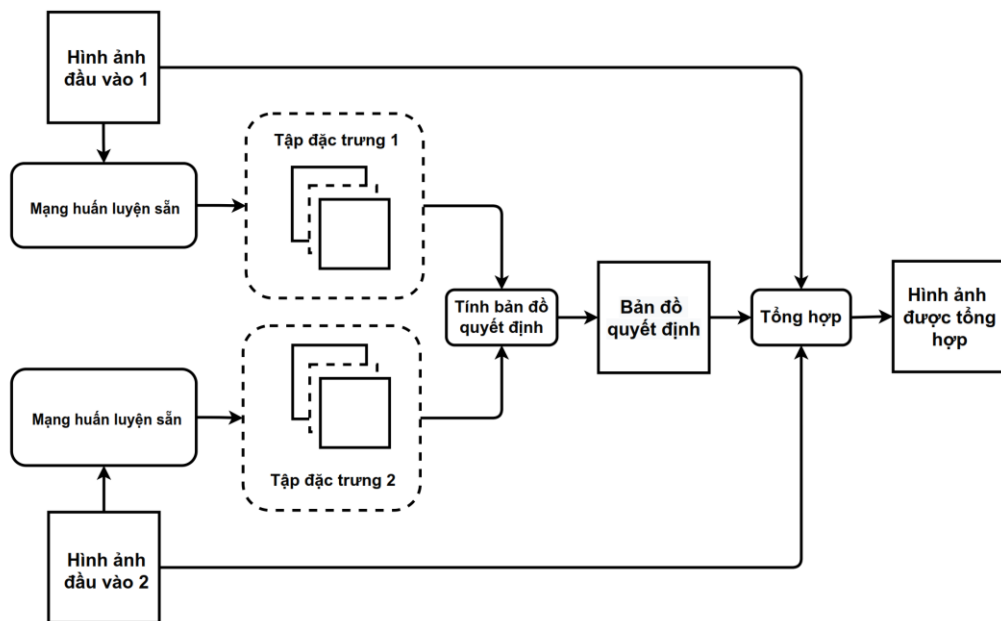 Hình ảnh
đầu vào 1
Tập đặc trưng 1
Mạng huấn luyện sẵn
Tính bản đồ
quyết định
Bản đồ
quyết định
Tổng hợp
Hình ảnh
được tổng
hợp
Mạng huấn luyện sẵn
Tập đặc trưng 2
Hình ảnh
đầu vào 2